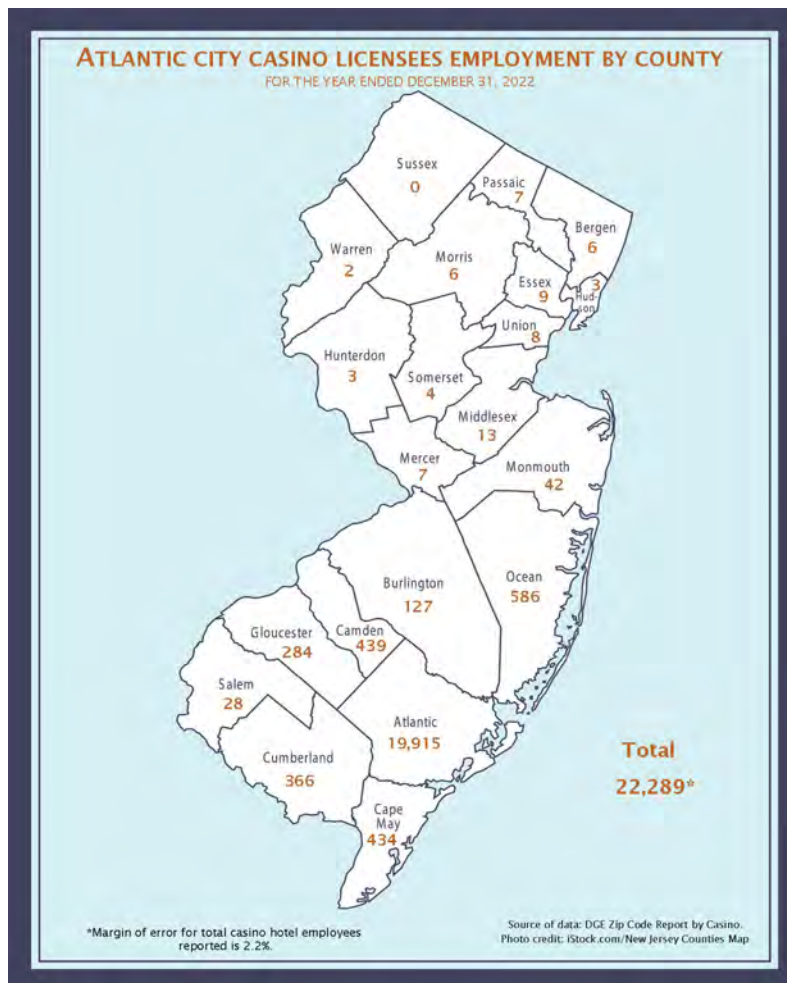 ATLANTIC CITY CASINO LICENSEES EMPLOYMENT BY COUNTY
FOR THE YEAR ENDED DECEMBER 31, 2022
Sussex
0
Passaic
7
Bergen
6
Warren
2
Morris
6
Essex
9
3
Hud-
son
Union
8
Hunterdon
3
Somerset
4
Middlesex
13
Mercer
7
Monmouth
42
Ocean
586
Burlington
127
Camden
439
Gloucester
284
Salem
28
Atlantic
19,915
Cumberland
366
Cape
May
434
Total
22,289*
*Margin of error for total casino hotel employees
reported is 2.2%.
Source of data: DGE Zip Code Report by Casino.
Photo credit: iStock.com/New Jersey Counties Map